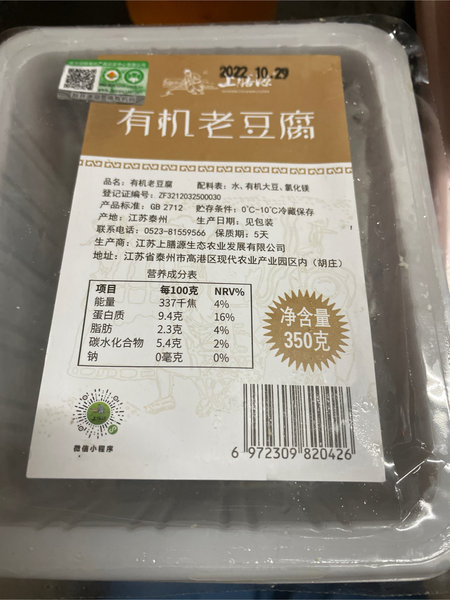 2022.10.29
上膳源
有机老豆腐
品名：有机老豆腐 配料表：水、有机大豆、氯化镁
登记证编号：ZF3212032500030
产品标准：GB 2712 贮存条件：0℃-10℃冷藏保存
产地：江苏泰州 生产日期：见包装
联系电话：0523-81559566 保质期：5天
生产商：江苏上膳源生态农业发展有限公司
地址：江苏省泰州市高港区现代农业产业园区内（胡庄）
营养成分表
项目 每100克 NRV%
能量 337千焦 4%
蛋白质 9.4克 16%
脂肪 2.3克 4%
碳水化合物 5.4克 2%
钠 0毫克 0%
净含量
350克
微信小程序
6 972309 820426